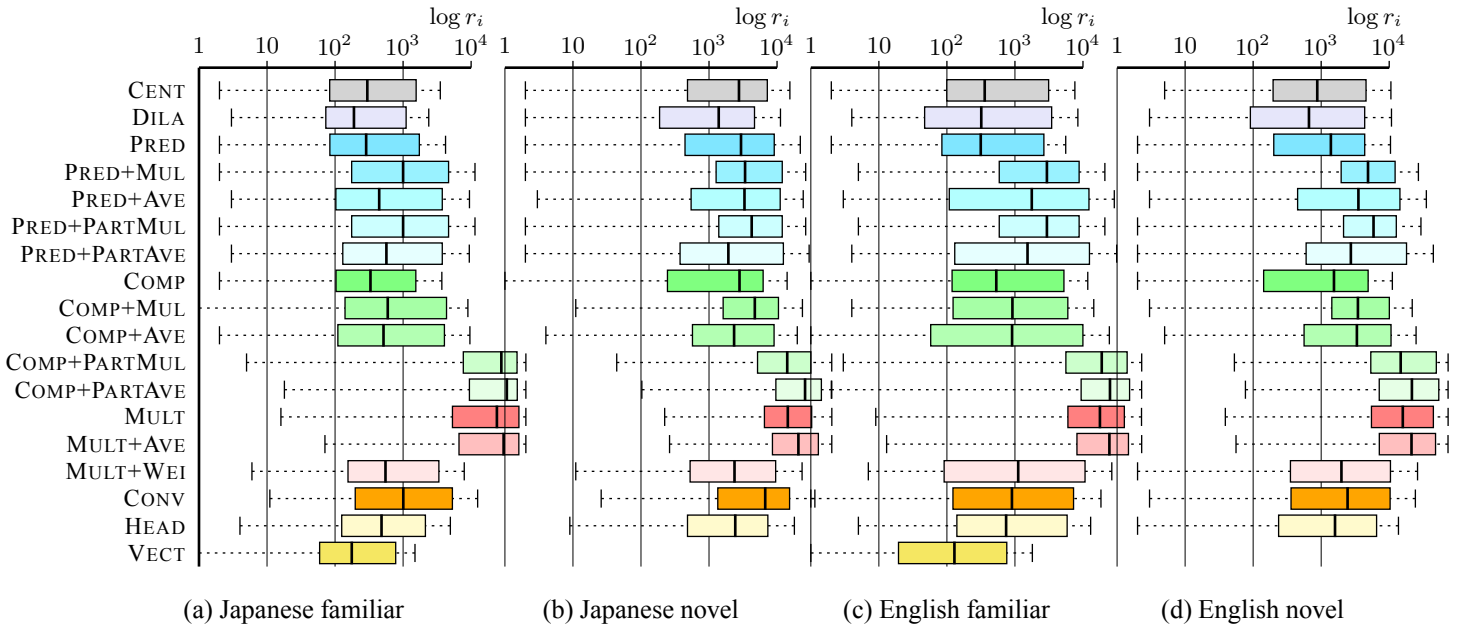 log r_i log r_i log r_i log r_i
1 10 10^2 10^3 10^4 1 10 10^2 10^3 10^4 1 10 10^2 10^3 10^4 1 10 10^2 10^3 10^4
CENT
DILA
PRED
PRED+MUL
PRED+AVE
PRED+PARTMUL
PRED+PARTAVE
COMP
COMP+MUL
COMP+AVE
COMP+PARTMUL
COMP+PARTAVE
MULT
MULT+AVE
MULT+WEI
CONV
HEAD
VECT
(a) Japanese familiar (b) Japanese novel (c) English familiar (d) English novel